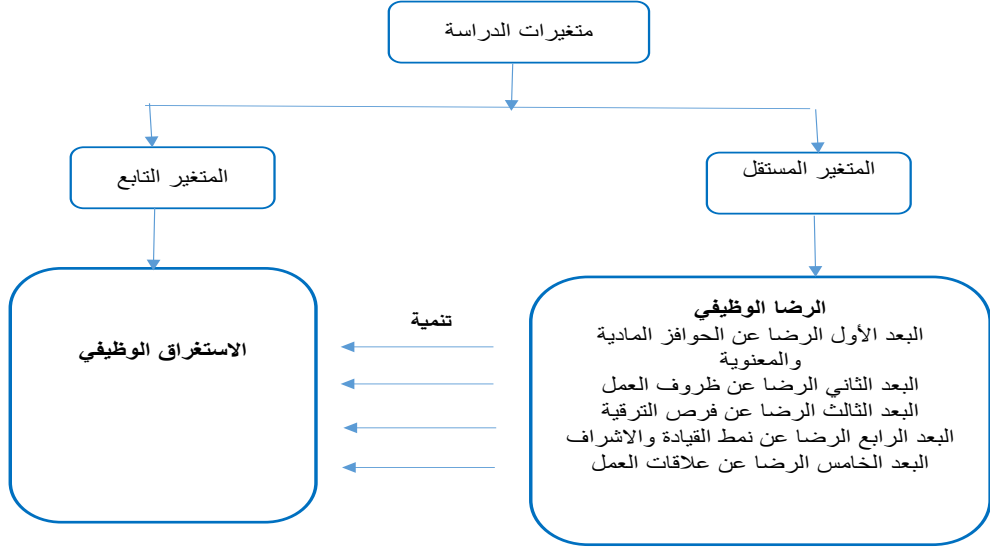 متغيرات الدراسة
المتغير المستقل
المتغير التابع
الرضا الوظيفي
البعد الأول الرضا عن الحوافز المادية
والمعنوية
البعد الثاني الرضا عن ظروف العمل
البعد الثالث الرضا عن فرص الترقية
البعد الرابع الرضا عن نمط القيادة والاشراف
البعد الخامس الرضا عن علاقات العمل
تنمية
الاستغراق الوظيفي